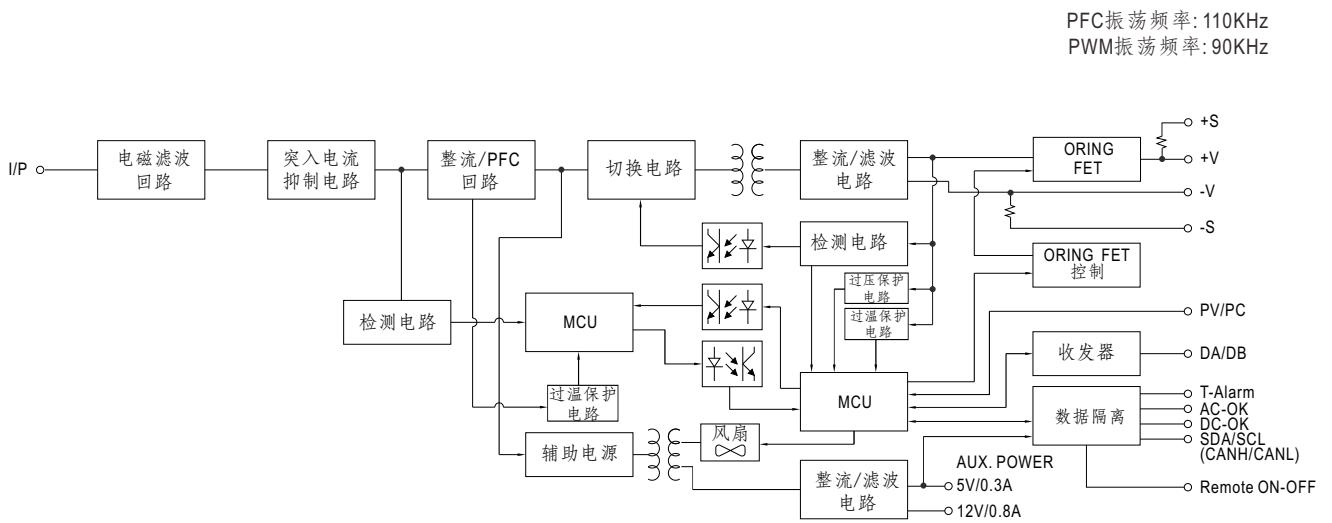 PFC振荡频率: 110KHz
PWM振荡频率: 90KHz
I/P
电磁滤波
回路
突入电流
抑制电路
整流/PFC
回路
切换电路
整流/滤波
电路
ORING
FET
+S
+V
-V
-S
检测电路
ORING FET
控制
过压保护
电路
过温保护
电路
检测电路
MCU
PV/PC
收发器
DA/DB
过温保护
电路
MCU
数据隔离
T-Alarm
AC-OK
DC-OK
SDA/SCL
(CANH/CANL)
辅助电源
风扇
整流/滤波
电路
AUX. POWER
5V/0.3A
12V/0.8A
Remote ON-OFF